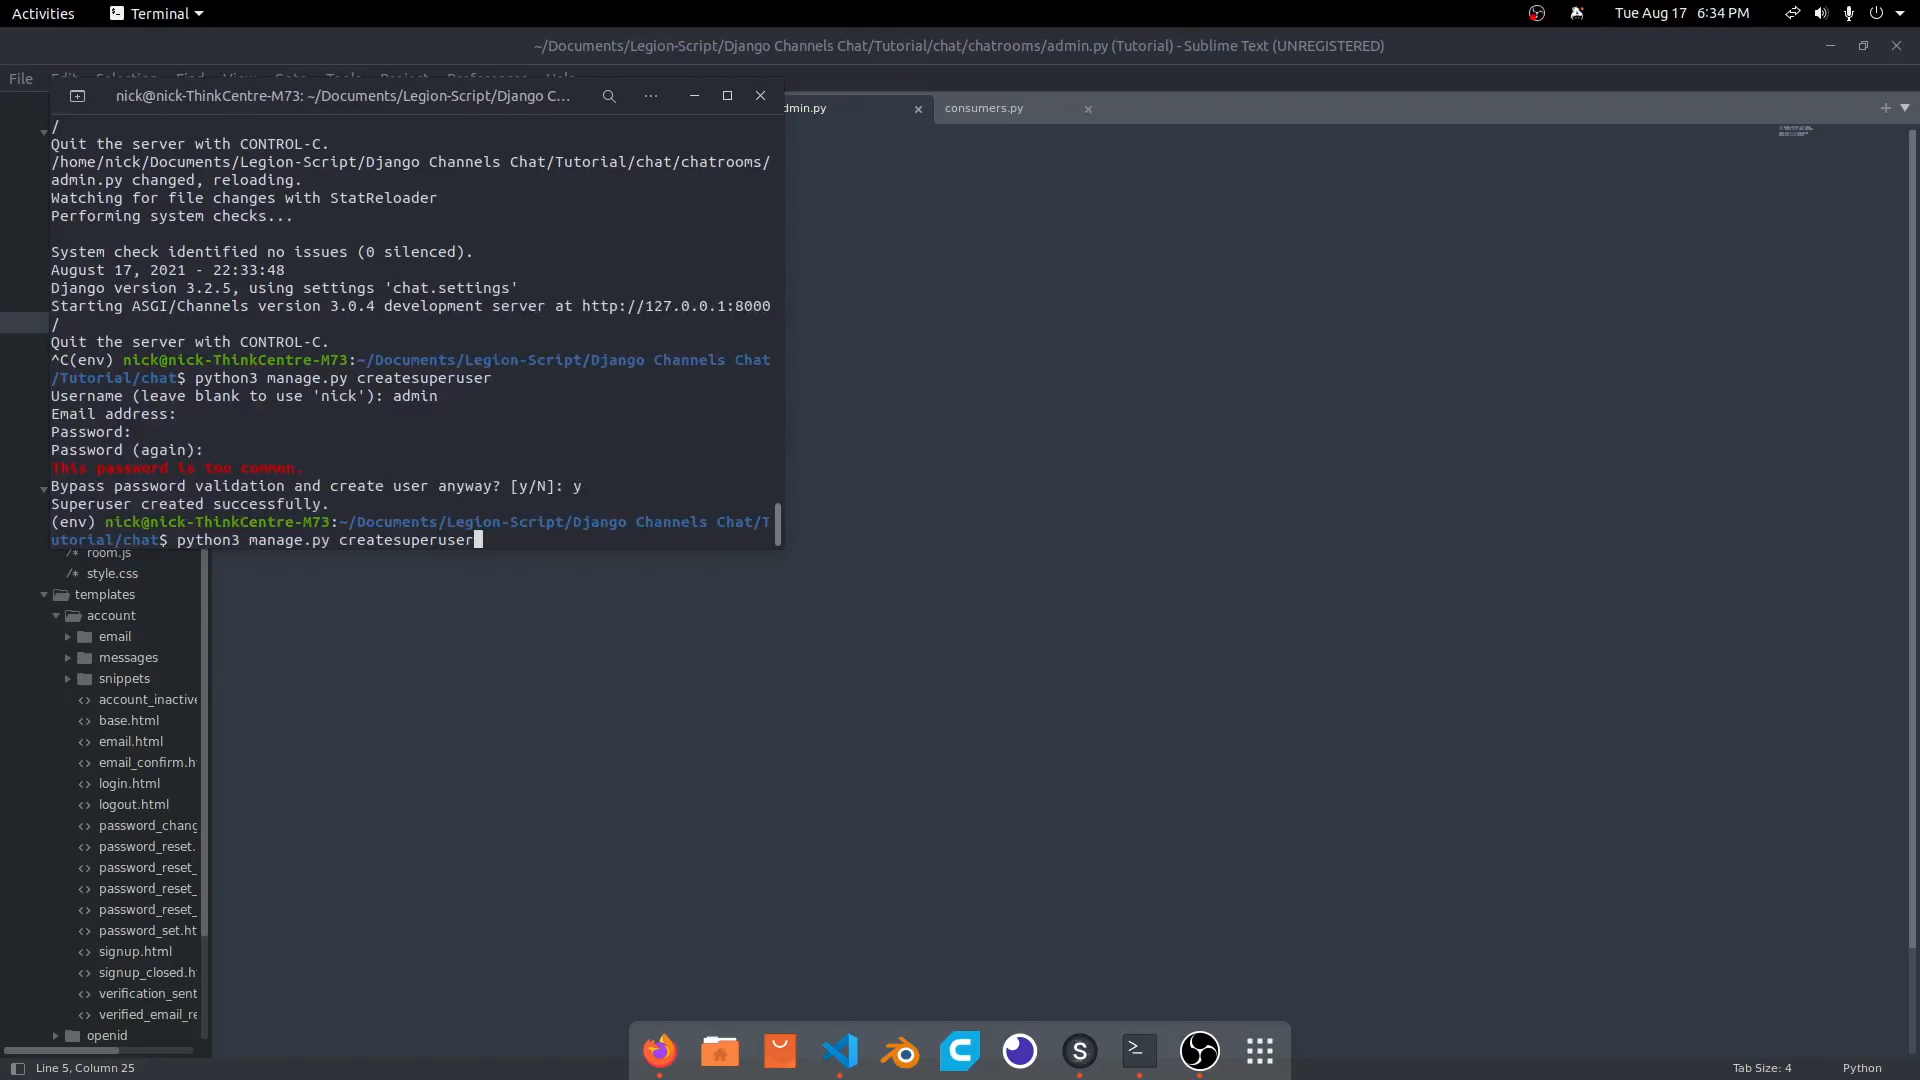 Activities
Terminal
Tue Aug 17 6:34 PM
~/Documents/Legion-Script/Django Channels Chat/Tutorial/chat/chatrooms/admin.py (Tutorial) - Sublime Text (UNREGISTERED)
File Edit Selection Find View Goto Tools Project Preferences Help
nick@nick-ThinkCentre-M73: ~/Documents/Legion-Script/Django C...
dmin.py
consumers.py
/
Quit the server with CONTROL-C.
/home/nick/Documents/Legion-Script/Django Channels Chat/Tutorial/chat/chatrooms/
admin.py changed, reloading.
Watching for file changes with StatReloader
Performing system checks...
System check identified no issues (0 silenced).
August 17, 2021 - 22:33:48
Django version 3.2.5, using settings 'chat.settings'
Starting ASGI/Channels version 3.0.4 development server at http://127.0.0.1:8000
/
Quit the server with CONTROL-C.
^C(env) nick@nick-ThinkCentre-M73:~/Documents/Legion-Script/Django Channels Chat
/Tutorial/chat$ python3 manage.py createsuperuser
Username (leave blank to use 'nick'): admin
Email address:
Password:
Password (again):
This password is too common.
Bypass password validation and create user anyway? [y/N]: y
Superuser created successfully.
(env) nick@nick-ThinkCentre-M73:~/Documents/Legion-Script/Django Channels Chat/T
utorial/chat$ python3 manage.py createsuperuser
/* room.js
/* style.css
templates
account
email
messages
snippets
<> account_inactive
<> base.html
<> email.html
<> email_confirm.h
<> login.html
<> logout.html
<> password_chang
<> password_reset.
<> password_reset_
<> password_reset_
<> password_reset_
<> password_set.ht
<> signup.html
<> signup_closed.h
<> verification_sent
<> verified_email_re
openid
Line 5, Column 25
Tab Size: 4
Python